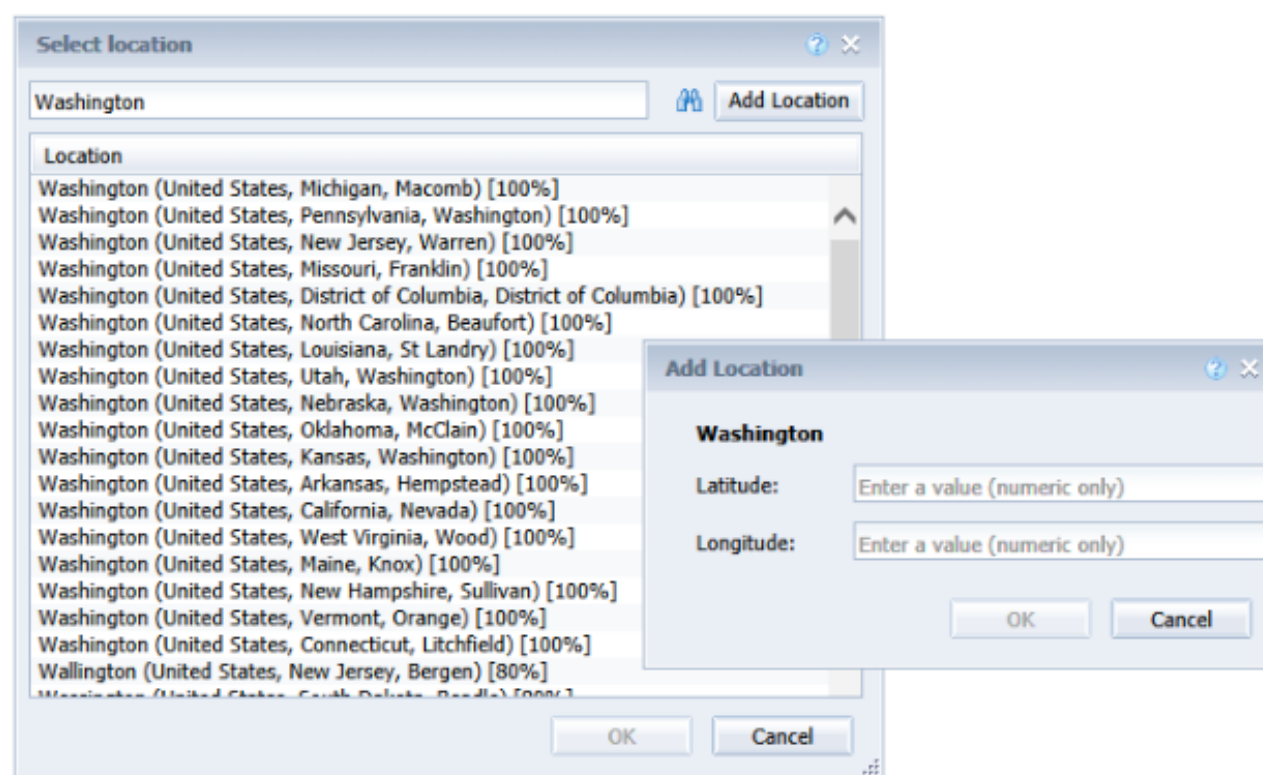 Select location
Washington
Add Location
Location
Washington (United States, Michigan, Macomb) [100%]
Washington (United States, Pennsylvania, Washington) [100%]
Washington (United States, New Jersey, Warren) [100%]
Washington (United States, Missouri, Franklin) [100%]
Washington (United States, District of Columbia, District of Columbia) [100%]
Washington (United States, North Carolina, Beaufort) [100%]
Washington (United States, Louisiana, St Landry) [100%]
Washington (United States, Utah, Washington) [100%]
Washington (United States, Nebraska, Washington) [100%]
Washington (United States, Oklahoma, McClain) [100%]
Washington (United States, Kansas, Washington) [100%]
Washington (United States, Arkansas, Hempstead) [100%]
Washington (United States, California, Nevada) [100%]
Washington (United States, West Virginia, Wood) [100%]
Washington (United States, Maine, Knox) [100%]
Washington (United States, New Hampshire, Sullivan) [100%]
Washington (United States, Vermont, Orange) [100%]
Washington (United States, Connecticut, Litchfield) [100%]
Wallington (United States, New Jersey, Bergen) [80%]
(United States, South Dakota, Beadle) [80%]
OK Cancel
Add Location
Washington
Latitude: Enter a value (numeric only)
Longitude: Enter a value (numeric only)
OK Cancel